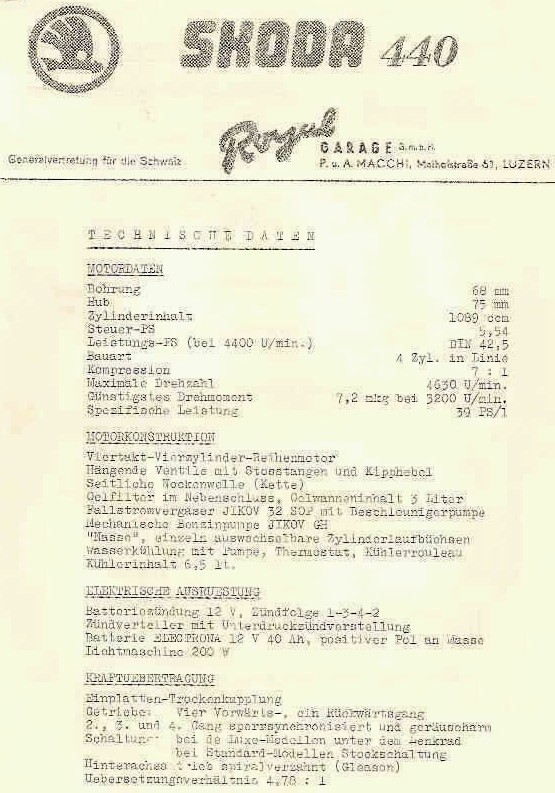 SKODA 440
Royal
GARAGE G.m.b.H.
Generalvertretung für die Schweiz P. u. A. MACCHI, Maihofstraße 61, LUZERN
TECHNISCHE DATEN
MOTORDATEN
Bohrung 68 mm
Hub 75 mm
Zylinderinhalt 1089 ccm
Steuer-PS 5,54
Leistungs-PS (bei 4400 U/min.) DIN 42,5
Bauart 4 Zyl. in Linie
Kompression 7 : 1
Maximale Drehzahl 4630 U/min.
Günstigstes Drehmoment 7,2 mkg bei 3200 U/min.
Spezifische Leistung 39 PS/l
MOTORKONSTRUKTION
Viertakt-Vierzylinder-Reihenmotor
Hängende Ventile mit Stosstangen und Kipphebel
Seitliche Nockenwelle (Kette)
Oelfilter im Nebenschluss, Oelwanneninhalt 3 Liter
Fallstromvergaser JIKOV 32 SOP mit Beschleunigerpumpe
Mechanische Benzinpumpe JIKOV GH
"Nasse", einzeln auswechselbare Zylinderlaufbüchsen
Wasserkühlung mit Pumpe, Thermostat, Kühlerrouleau
Kühlerinhalt 6,5 lt.
ELEKTRISCHE AUSRUESTUNG
Batteriezündung 12 V, Zündfolge 1-3-4-2
Zündverteiler mit Unterdruckzündverstellung
Batterie ELECTRONA 12 V 40 Ah, positiver Pol an Masse
Lichtmaschine 200 W
KRAFTUEBERTRAGUNG
Einplatten-Trockenkupplung
Getriebe: Vier Vorwärts-, ein Rückwärtsgang
2., 3. und 4. Gang sperrsynchronisiert und geräuscharm
Schaltung bei de Luxe-Modellen unter dem Lenkrad
bei Standard-Modellen Stockschaltung
Hinterachs trieb spiralverzahnt (Gleason)
Uebersetzungsverhältnis 4,78 : 1